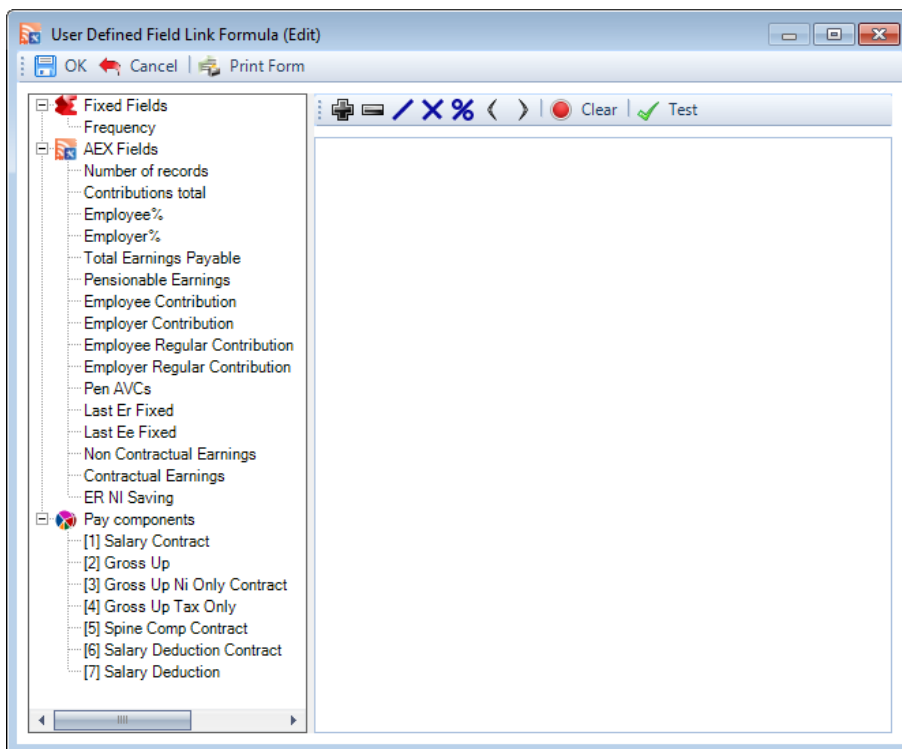 User Defined Field Link Formula (Edit)
OK Cancel Print Form
Fixed Fields
Frequency
AEX Fields
Number of records
Contributions total
Employee%
Employer%
Total Earnings Payable
Pensionable Earnings
Employee Contribution
Employer Contribution
Employee Regular Contribution
Employer Regular Contribution
Pen AVCs
Last Er Fixed
Last Ee Fixed
Non Contractual Earnings
Contractual Earnings
ER NI Saving
Pay components
[1] Salary Contract
[2] Gross Up
[3] Gross Up Ni Only Contract
[4] Gross Up Tax Only
[5] Spine Comp Contract
[6] Salary Deduction Contract
[7] Salary Deduction
Clear Test